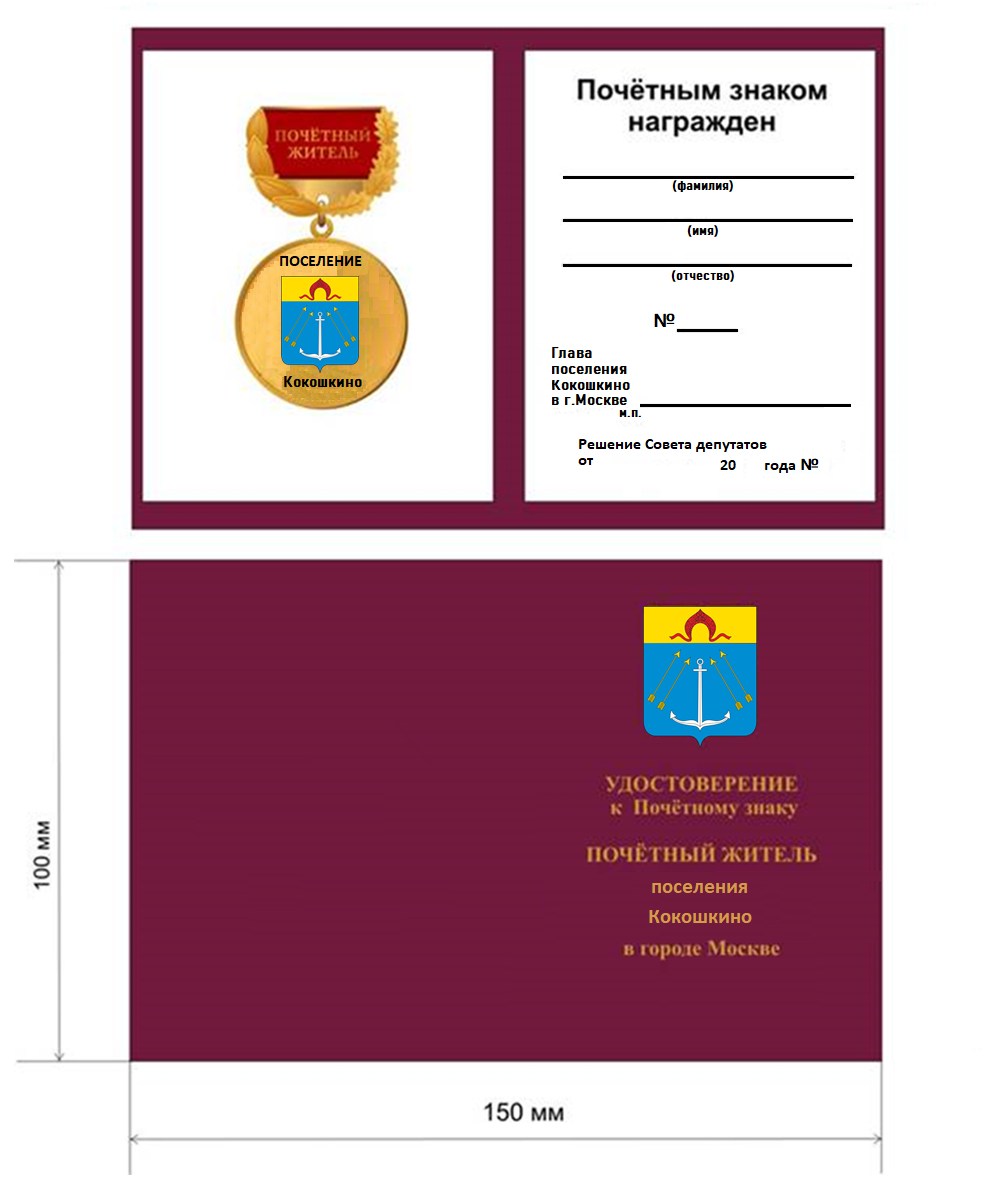 ПОЧЁТНЫЙ
ЖИТЕЛЬ
ПОСЕЛЕНИЕ
Кокошкино
Почётным знаком
награжден
(фамилия)
(имя)
(отчество)
№
Глава
поселения
Кокошкино
в г.Москве
м.п.
Решение Совета депутатов
от 20 года №
УДОСТОВЕРЕНИЕ
к Почётному знаку
ПОЧЁТНЫЙ ЖИТЕЛЬ
поселения
Кокошкино
в городе Москве
100 мм
150 мм